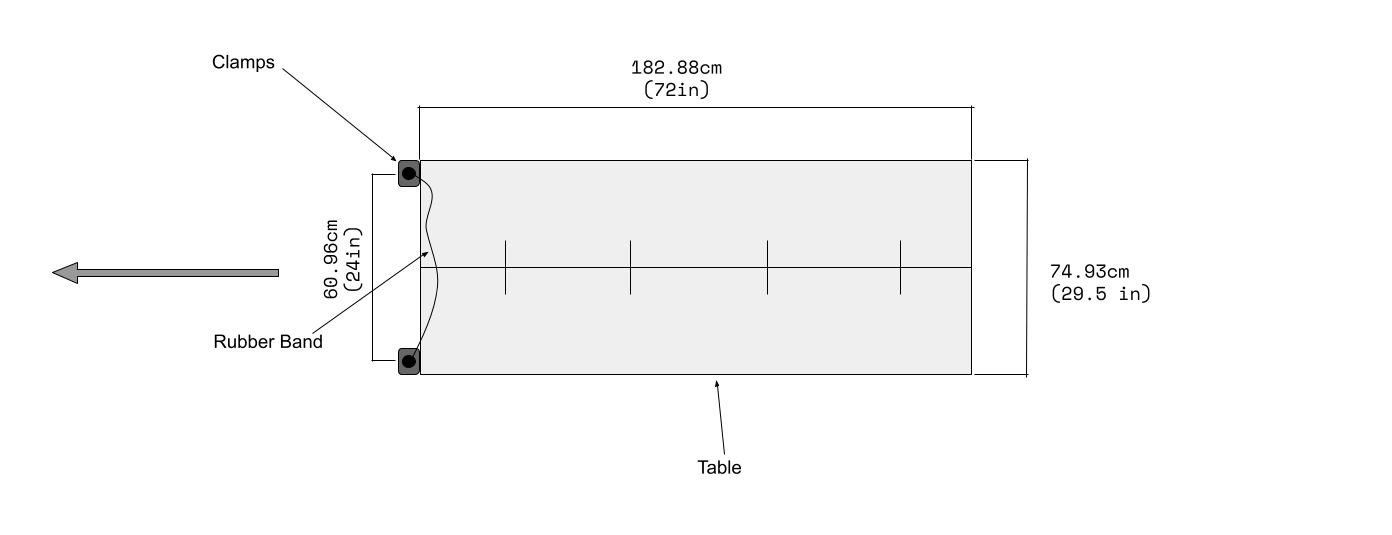 Clamps
182.88cm
(72in)
60.96cm
(24in)
74.93cm
(29.5 in)
Rubber Band
Table